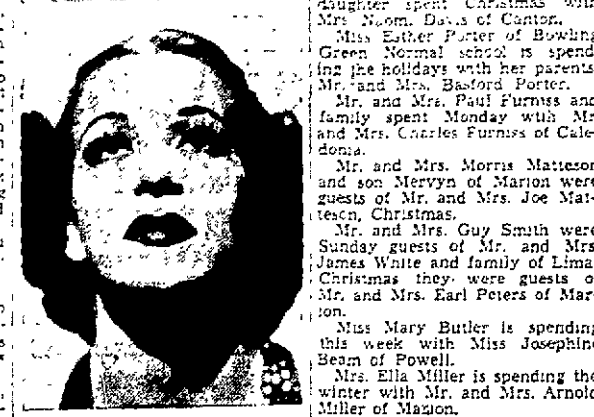 daughter spent Christmas with
Mrs. Naomi Davis of Canton.
Miss Esther Porter of Bowling
Green Normal school is spend-
ing the holidays with her parents
Mr. and Mrs. Basford Porter.
Mr. and Mrs. Paul Furniss and
family spent Monday with Mr
and Mrs. Charles Furniss of Cale-
donia.
Mr. and Mrs. Morris Matteson
and son Mervyn of Marion were
guests of Mr. and Mrs. Joe Mat-
teson, Christmas.
Mr. and Mrs. Guy Smith were
Sunday guests of Mr. and Mrs
James White and family of Lima.
Christmas they were guests of
Mr. and Mrs. Earl Peters of Mar-
ion.
Miss Mary Butler is spending
this week with Miss Josephine
Beam of Powell.
Mrs. Ella Miller is spending the
winter with Mr. and Mrs. Arnold
Miller of Marion.